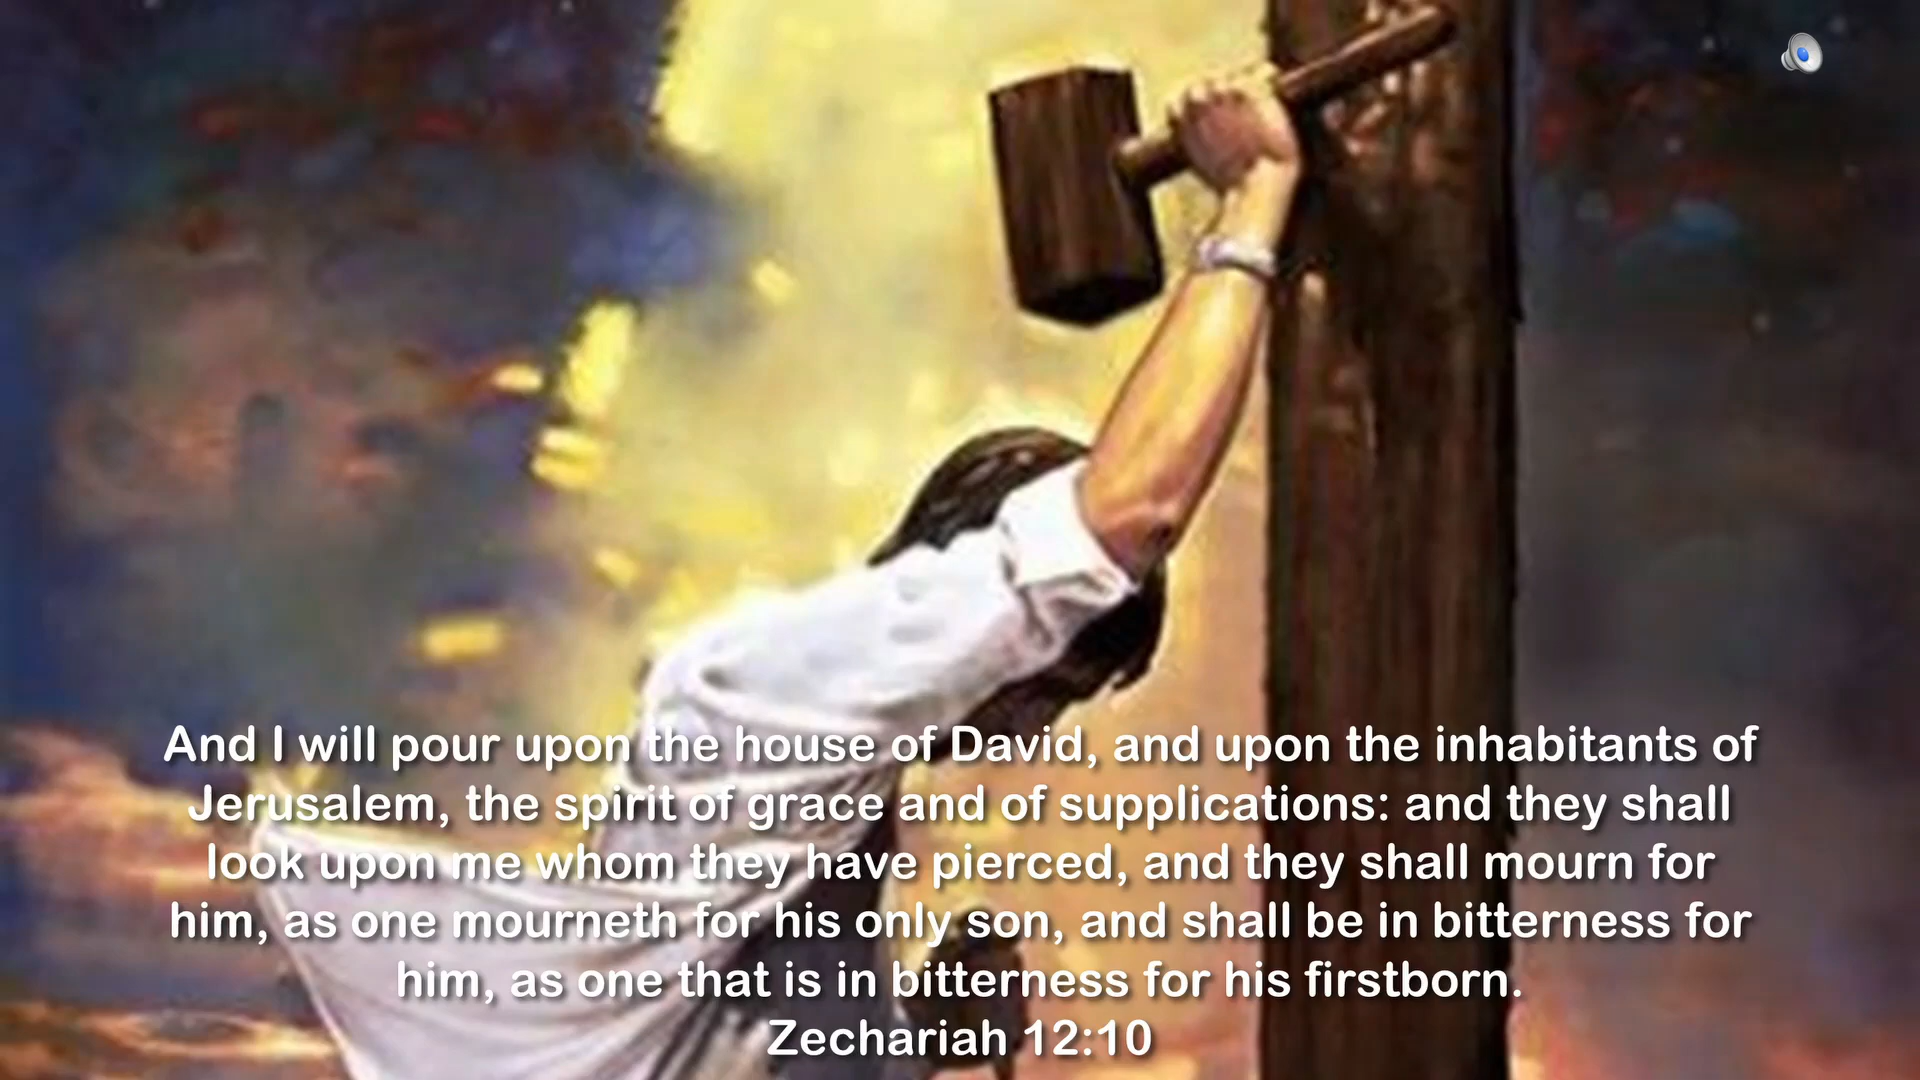 And I will pour upon the house of David, and upon the inhabitants of
Jerusalem, the spirit of grace and of supplications: and they shall
look upon me whom they have pierced, and they shall mourn for
him, as one mourneth for his only son, and shall be in bitterness for
him, as one that is in bitterness for his firstborn.
Zechariah 12:10